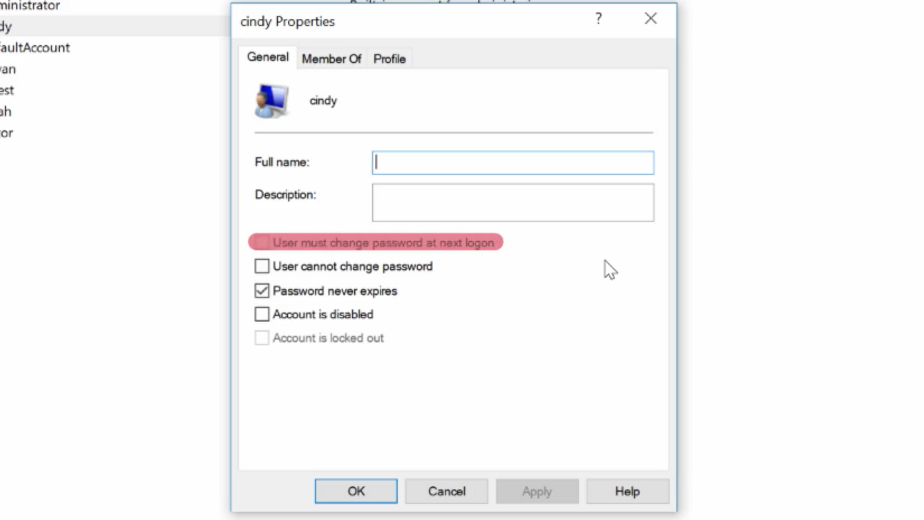 ministrator
cindy Properties
?
dy
faultAccount
General
Member Of
Profile
van
est
cindy
ah
tor
Full name:
Description:
User must change password at next logon
User cannot change password
Password never expires
Account is disabled
Account is locked out
OK
Cancel
Apply
Help